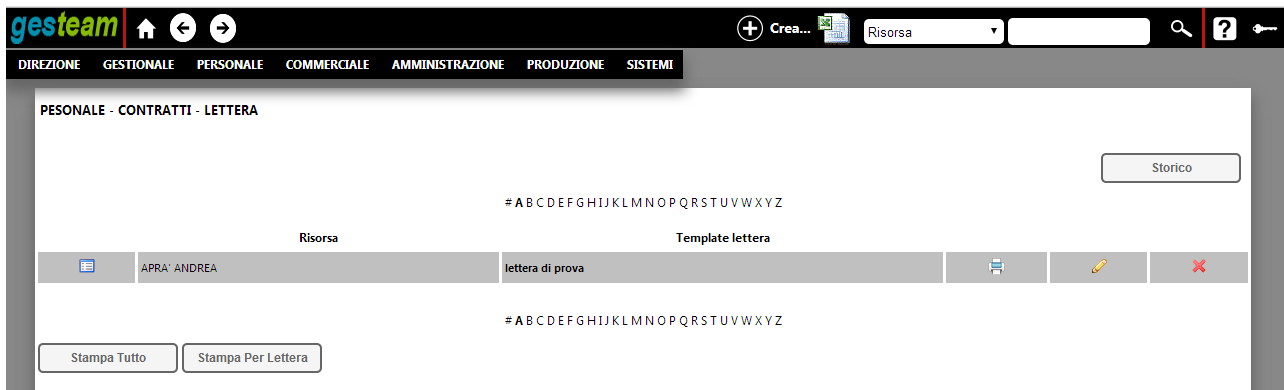 gesteam Crea... Risorsa
DIREZIONE GESTIONALE PERSONALE COMMERCIALE AMMINISTRAZIONE PRODUZIONE SISTEMI
PESONALE - CONTRATTI - LETTERA
Storico
# A B C D E F G H I J K L M N O P Q R S T U V W X Y Z
Risorsa Template lettera
APRA' ANDREA lettera di prova
# A B C D E F G H I J K L M N O P Q R S T U V W X Y Z
Stampa Tutto Stampa Per Lettera